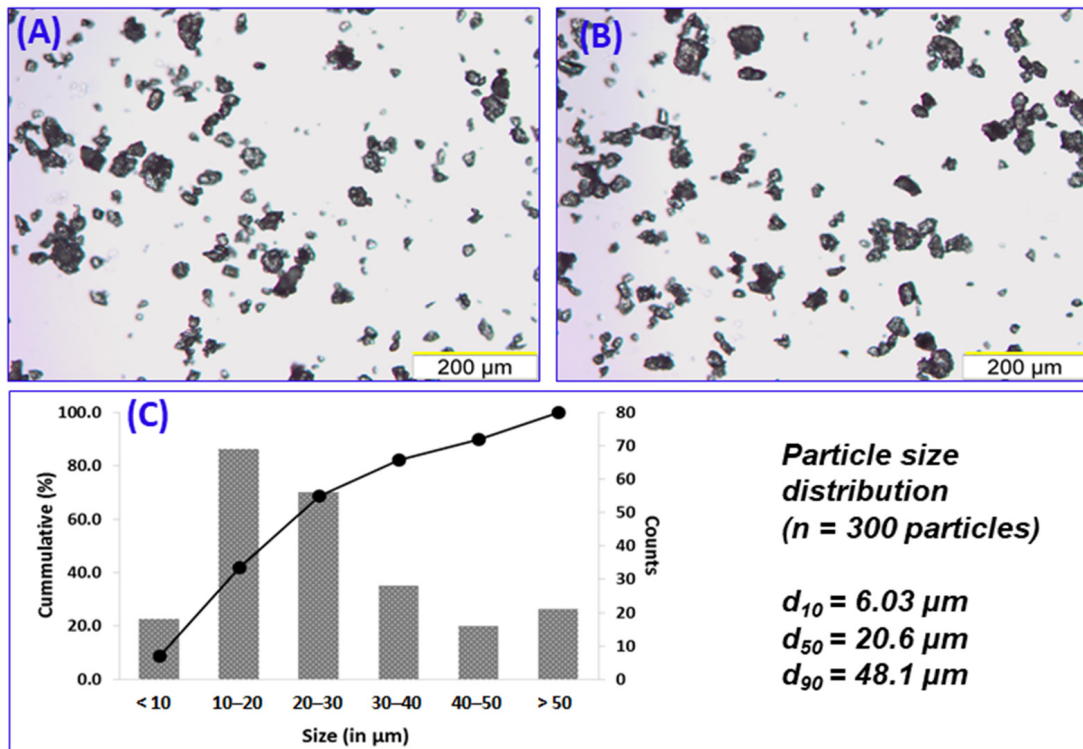 (A)
200 µm
(B)
200 µm
(C)
Cummulative (%)
100.0
80.0
60.0
40.0
20.0
0.0
80
70
60
50
40
30
20
10
0
Counts
< 10
10–20
20–30
30–40
40–50
> 50
Size (in µm)
Particle size
distribution
(n = 300 particles)
d10 = 6.03 µm
d50 = 20.6 µm
d90 = 48.1 µm